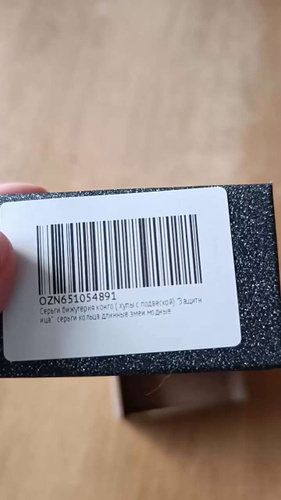 OZN651054891
Серьги бижутерия конго ( хупы с подвеской) "Защитн
ица" серьги кольца длинные змеи модные